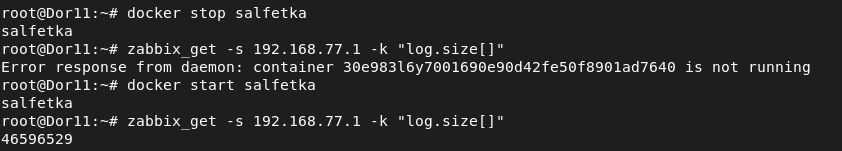 root@Dor11:~# docker stop salfetka
salfetka
root@Dor11:~# zabbix_get -s 192.168.77.1 -k "log.size[]"
Error response from daemon: container 30e983l6y7001690e90d42fe50f8901ad7640 is not running
root@Dor11:~# docker start salfetka
salfetka
root@Dor11:~# zabbix_get -s 192.168.77.1 -k "log.size[]"
46596529